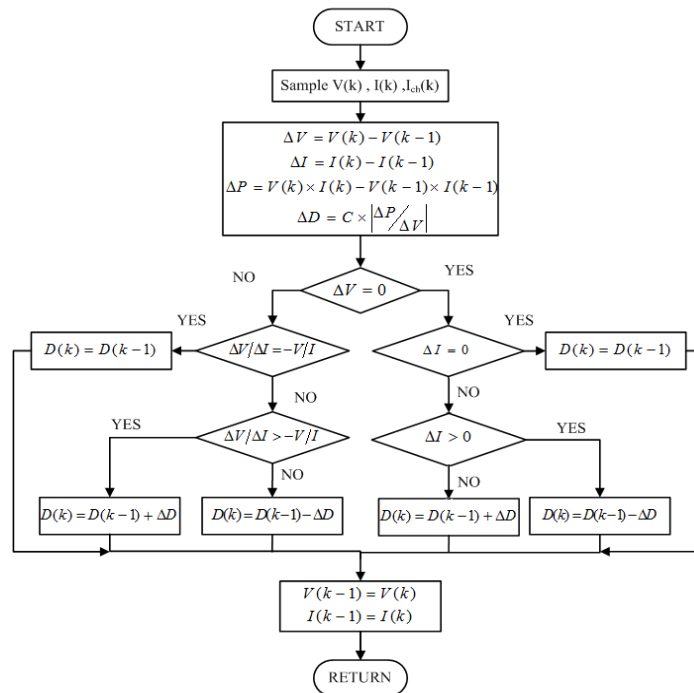 START
Sample V(k) , I(k) ,I_ch(k)
ΔV = V(k) − V(k−1)
ΔI = I(k) − I(k−1)
ΔP = V(k) × I(k) − V(k−1) × I(k−1)
ΔD = C × |ΔP/ΔV|
NO
YES
ΔV = 0
YES
YES
D(k) = D(k−1)
ΔV/ΔI=−V/I
ΔI = 0
D(k) = D(k−1)
NO
NO
YES
ΔV/ΔI>−V/I
ΔI > 0
YES
NO
NO
D(k) = D(k−1) + ΔD
D(k) = D(k−1) − ΔD
D(k) = D(k−1) + ΔD
D(k) = D(k−1) − ΔD
V(k−1) = V(k)
I(k−1) = I(k)
RETURN